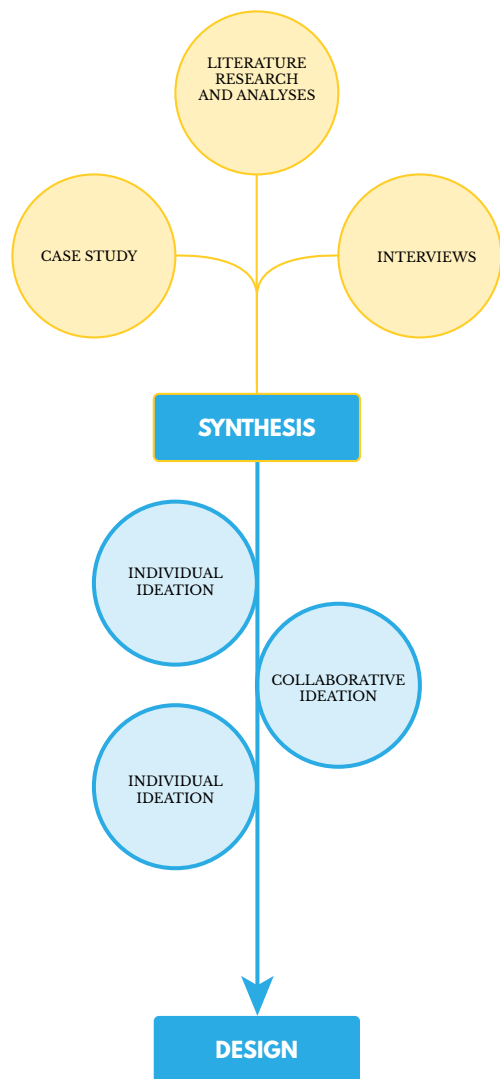 LITERATURE
RESEARCH
AND ANALYSES
CASE STUDY
INTERVIEWS
SYNTHESIS
INDIVIDUAL
IDEATION
COLLABORATIVE
IDEATION
INDIVIDUAL
IDEATION
DESIGN